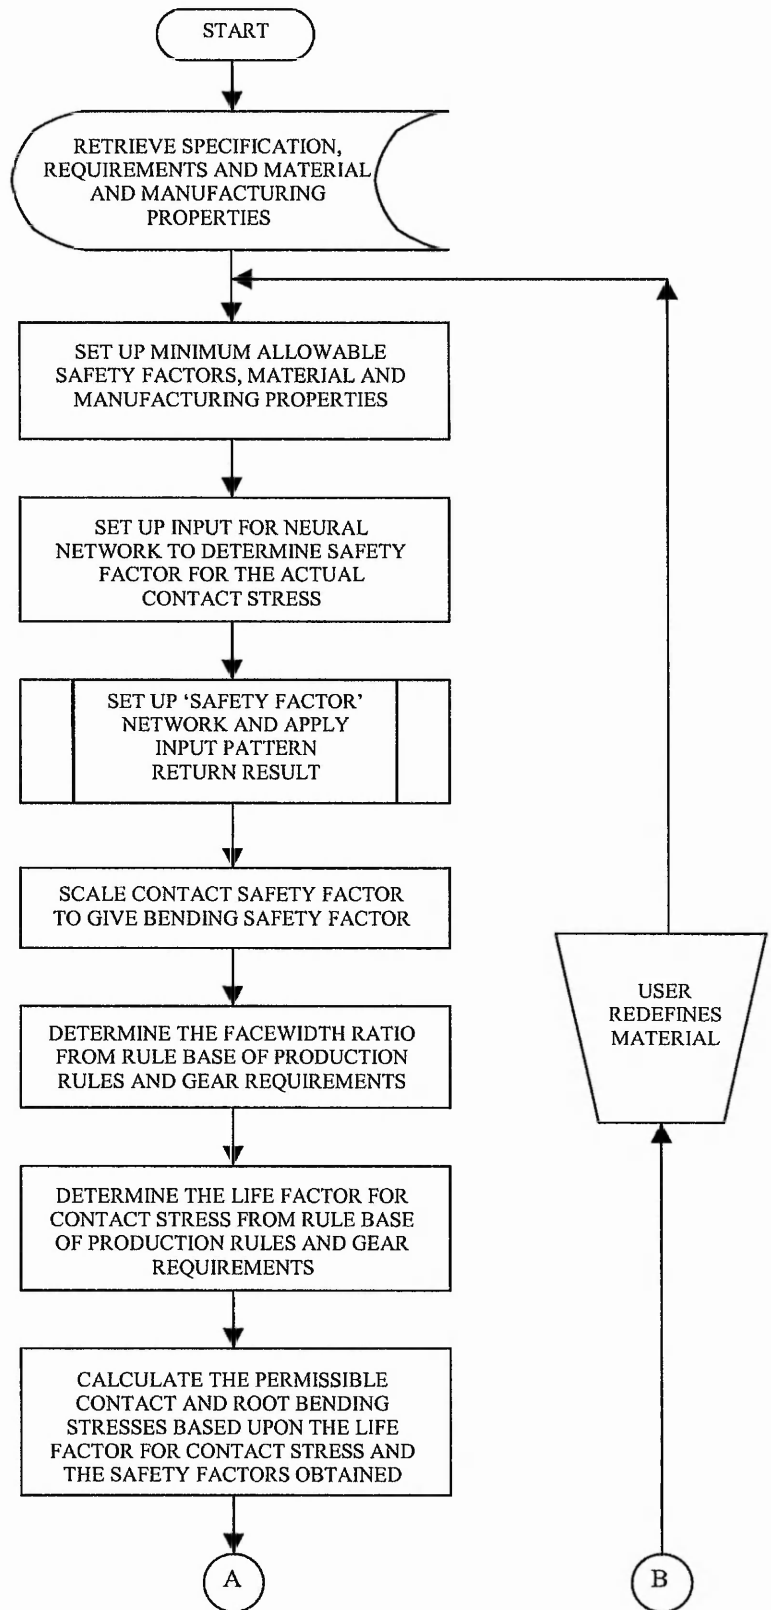 START
RETRIEVE SPECIFICATION,
REQUIREMENTS AND MATERIAL
AND MANUFACTURING
PROPERTIES
SET UP MINIMUM ALLOWABLE
SAFETY FACTORS, MATERIAL AND
MANUFACTURING PROPERTIES
SET UP INPUT FOR NEURAL
NETWORK TO DETERMINE SAFETY
FACTOR FOR THE ACTUAL
CONTACT STRESS
SET UP ‘SAFETY FACTOR’
NETWORK AND APPLY
INPUT PATTERN
RETURN RESULT
SCALE CONTACT SAFETY FACTOR
TO GIVE BENDING SAFETY FACTOR
DETERMINE THE FACEWIDTH RATIO
FROM RULE BASE OF PRODUCTION
RULES AND GEAR REQUIREMENTS
DETERMINE THE LIFE FACTOR FOR
CONTACT STRESS FROM RULE BASE
OF PRODUCTION RULES AND GEAR
REQUIREMENTS
CALCULATE THE PERMISSIBLE
CONTACT AND ROOT BENDING
STRESSES BASED UPON THE LIFE
FACTOR FOR CONTACT STRESS AND
THE SAFETY FACTORS OBTAINED
A
USER
REDEFINES
MATERIAL
B